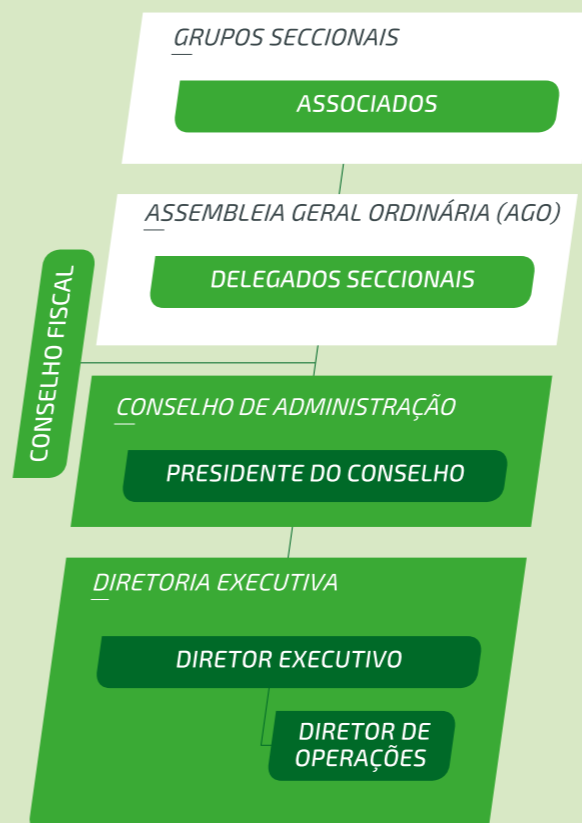 GRUPOS SECCIONAIS
ASSOCIADOS
ASSEMBLEIA GERAL ORDINÁRIA (AGO)
DELEGADOS SECCIONAIS
CONSELHO FISCAL
CONSELHO DE ADMINISTRAÇÃO
PRESIDENTE DO CONSELHO
DIRETORIA EXECUTIVA
DIRETOR EXECUTIVO
DIRETOR DE
OPERAÇÕES